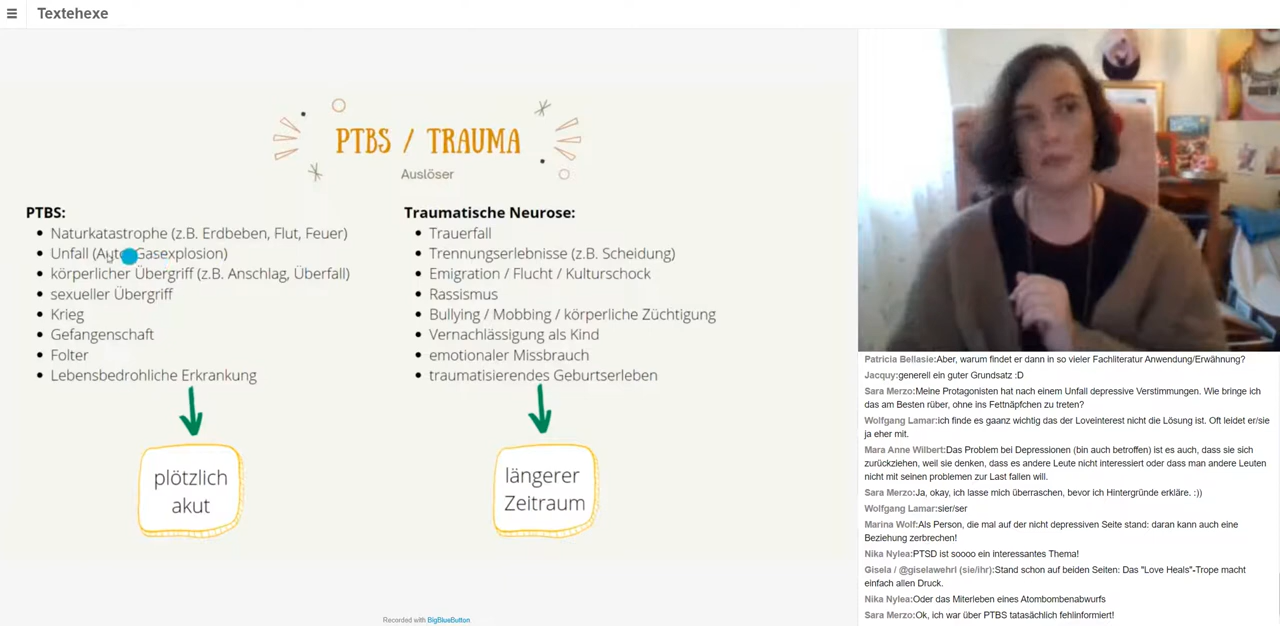 Textehexe
PTBS / TRAUMA
Auslöser
PTBS:
Naturkatastrophe (z.B. Erdbeben, Flut, Feuer)
Unfall (Auto, Gasexplosion)
körperlicher Übergriff (z.B. Anschlag, Überfall)
sexueller Übergriff
Krieg
Gefangenschaft
Folter
Lebensbedrohliche Erkrankung
plötzlich
akut
Traumatische Neurose:
Trauerfall
Trennungserlebnisse (z.B. Scheidung)
Emigration / Flucht / Kulturschock
Rassismus
Bullying / Mobbing / körperliche Züchtigung
Vernachlässigung als Kind
emotionaler Missbrauch
traumatisierendes Geburtserleben
längerer
Zeitraum
Recorded with BigBlueButton
Patricia Bellasie:Aber, warum findet er dann in so vieler Fachliteratur Anwendung/Erwähnung?
Jacquy:generell ein guter Grundsatz :D
Sara Merzo:Meine Protagonisten hat nach einem Unfall depressive Verstimmungen. Wie bringe ich
das am Besten rüber, ohne ins Fettnäpfchen zu treten?
Wolfgang Lamar:ich finde es gaanz wichtig das der Loveinterest nicht die Lösung ist. Oft leidet er/sie
ja eher mit.
Mara Anne Wilbert:Das Problem bei Depressionen (bin auch betroffen) ist es auch, dass sie sich
zurückziehen, weil sie denken, dass es andere Leute nicht interessiert oder dass man andere Leuten
nicht mit seinen problemen zur Last fallen will.
Sara Merzo:Ja, okay, ich lasse mich überraschen, bevor ich Hintergründe erkläre. :))
Wolfgang Lamar:sier/ser
Marina Wolf:Als Person, die mal auf der nicht depressiven Seite stand: daran kann auch eine
Beziehung zerbrechen!
Nika Nylea:PTSD ist soooo ein interessantes Thema!
Gisela / @giselawehrl (sie/ihr):Stand schon auf beiden Seiten: Das "Love Heals"-Trope macht
einfach allen Druck.
Nika Nylea:Oder das Miterleben eines Atombombenabwurfs
Sara Merzo:Ok, ich war über PTBS tatasächlich fehlinformiert!